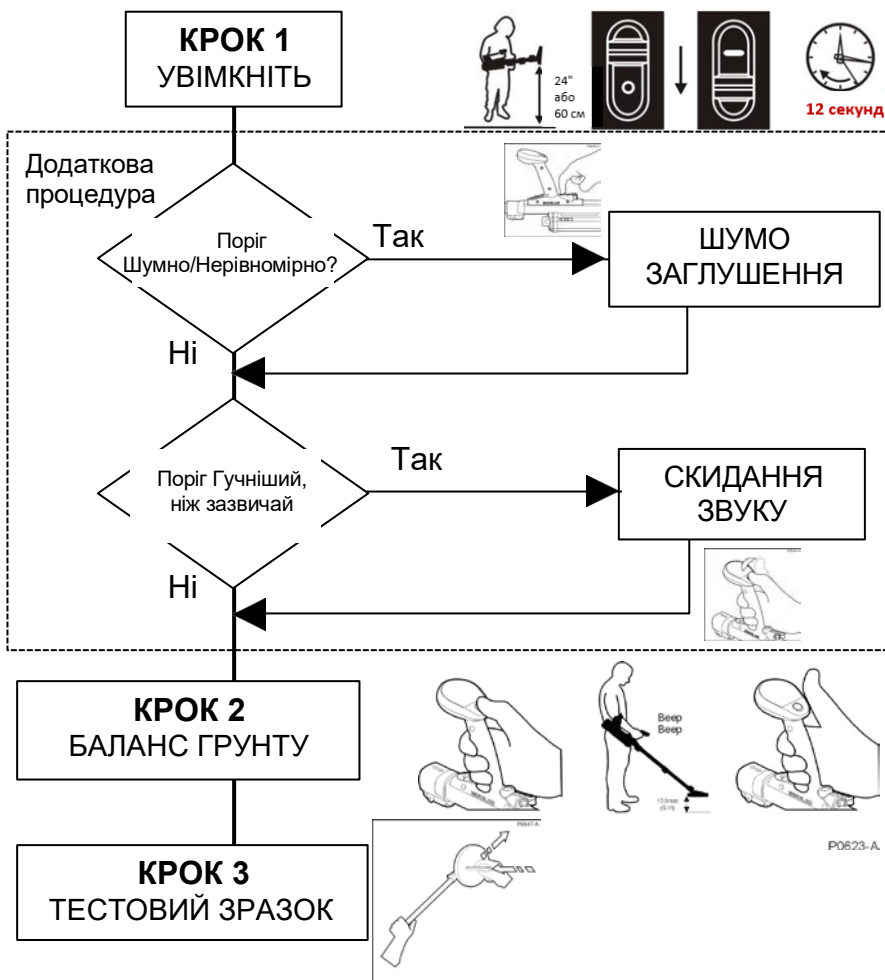 КРОК 1
УВІМКНІТЬ
24"
або
60 см
12 секунд
Додаткова
процедура
Поріг
Шумно/Нерівномірно?
Так
ШУМО
ЗАГЛУШЕННЯ
Ні
Поріг Гучніший,
ніж зазвичай
Так
СКИДАННЯ
ЗВУКУ
Ні
КРОК 2
БАЛАНС ГРУНТУ
Beep
Beep
P0623-A
P0647-A
КРОК 3
ТЕСТОВИЙ ЗРАЗОК